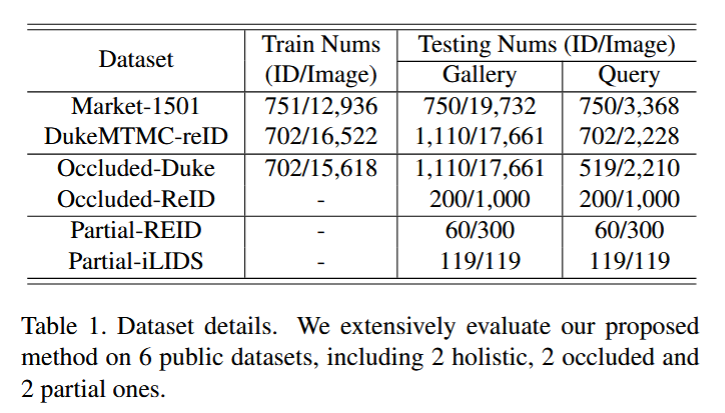 Dataset Train Nums (ID/Image) Testing Nums (ID/Image)
Gallery Query
Market-1501 751/12,936 750/19,732 750/3,368
DukeMTMC-reID 702/16,522 1,110/17,661 702/2,228
Occluded-Duke 702/15,618 1,110/17,661 519/2,210
Occluded-ReID - 200/1,000 200/1,000
Partial-REID - 60/300 60/300
Partial-iLIDS - 119/119 119/119
Table 1. Dataset details. We extensively evaluate our proposed
method on 6 public datasets, including 2 holistic, 2 occluded and
2 partial ones.